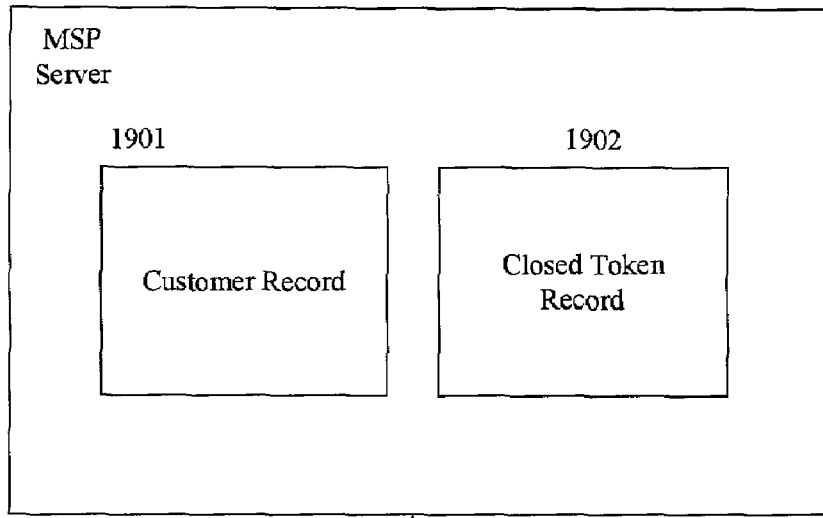 MSP
Server
1901
1902
Customer Record
Closed Token
Record